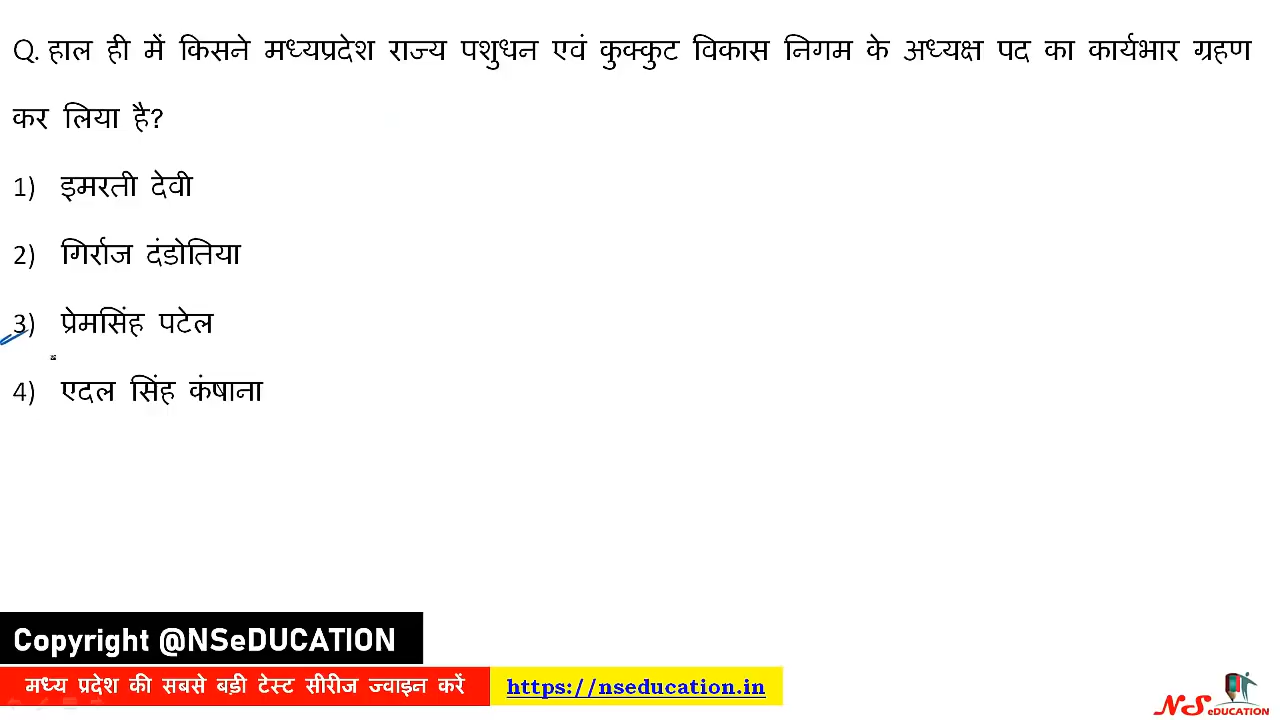 Q. हाल ही में किसने मध्यप्रदेश राज्य पशुधन एवं कुक्कुट विकास निगम के अध्यक्ष पद का कार्यभार ग्रहण
कर लिया है?
1) इमरती देवी
2) गिर्राज दंडोतिया
3) प्रेमसिंह पटेल
4) एदल सिंह कंषाना
Copyright @NSeDUCATION
मध्य प्रदेश की सबसे बड़ी टेस्ट सीरीज ज्वाइन करें https://nseducation.in
NS eDUCATION